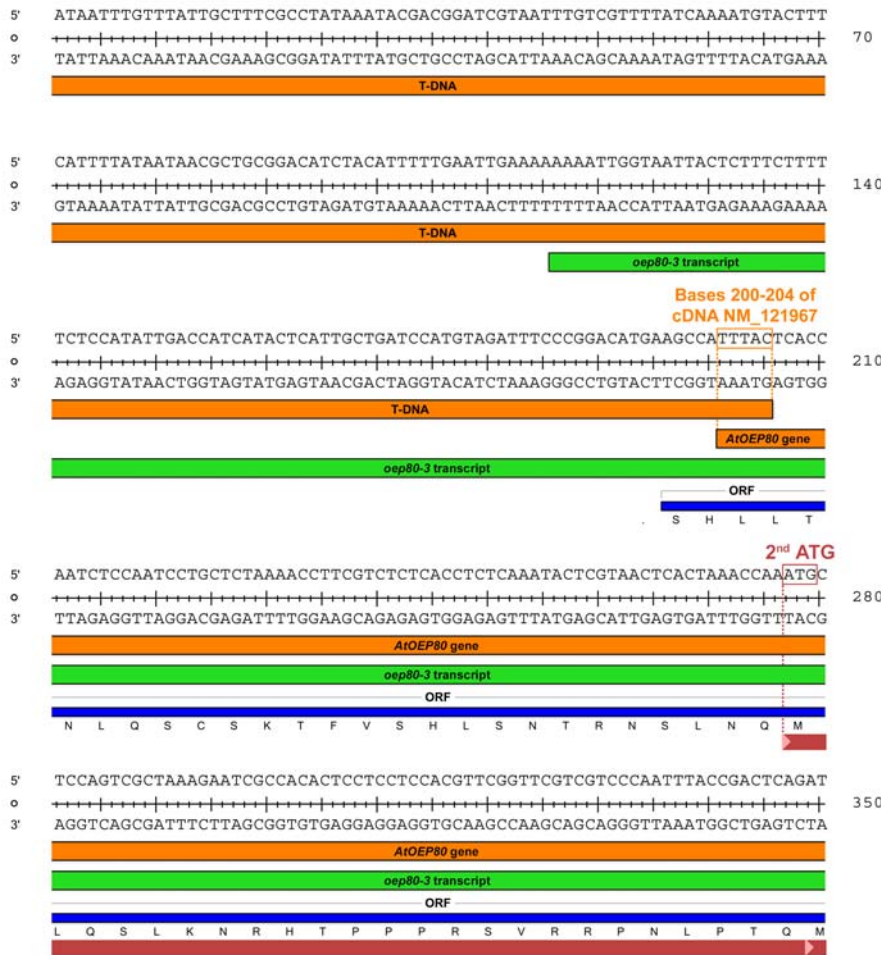 5' ATAATTTGTTTATTGCTTTCGCCTATAAATACGACGGATCGTAATTTGTCGTTTTATCAAAATGTACTTT
70
3' TATTAAACAAATAACGAAAGCGGATATTTATGCTGCCTAGCATTAAACAGCAAAATAGTTTTACATGAAA
T-DNA
5' CATTTTATAATAACGCTGCGGACATCTACATTTTTGAATTGAAAAAAAATTGGTAATTACTCTTTCTTTT
140
3' GTAAAATATTATTGCGACGCCTGTAGATGTAAAAACTTAACTTTTTTTTAACCATTAATGAGAAAGAAAA
T-DNA
oep80-3 transcript
Bases 200-204 of
cDNA NM_121967
5' TCTCCATATTGACCATCATACTCATTGCTGATCCATGTAGATTTCCCGGACATGAAGCCATTTACTCACC
210
3' AGAGGTATAACTGGTAGTATGAGTAACGACTAGGTACATCTAAAGGGCCTGTACTTCGGTAAATGAGTGG
T-DNA
AtOEP80 gene
oep80-3 transcript
ORF
. S H L L T
2nd ATG
5' AATCTCCAATCCTGCTCTAAAACCTTCGTCTCTCACCTCTCAAATACTCGTAACTCACTAAACCAAATGC
280
3' TTAGAGGTTAGGACGAGATTTTGGAAGCAGAGAGTGGAGAGTTTATGAGCATTGAGTGATTTGGTTTACG
AtOEP80 gene
oep80-3 transcript
ORF
N L Q S C S K T F V S H L S N T R N S L N Q M
5' TCCAGTCGCTAAAGAATCGCCACACTCCTCCTCCACGTTCGGTTCGTCGTCCCAATTTACCGACTCAGAT
350
3' AGGTCAGCGATTTCTTAGCGGTGTGAGGAGGAGGTGCAAGCCAAGCAGCAGGGTTAAATGGCTGAGTCTA
AtOEP80 gene
oep80-3 transcript
ORF
L Q S L K N R H T P P P R S V R R P N L P T Q M